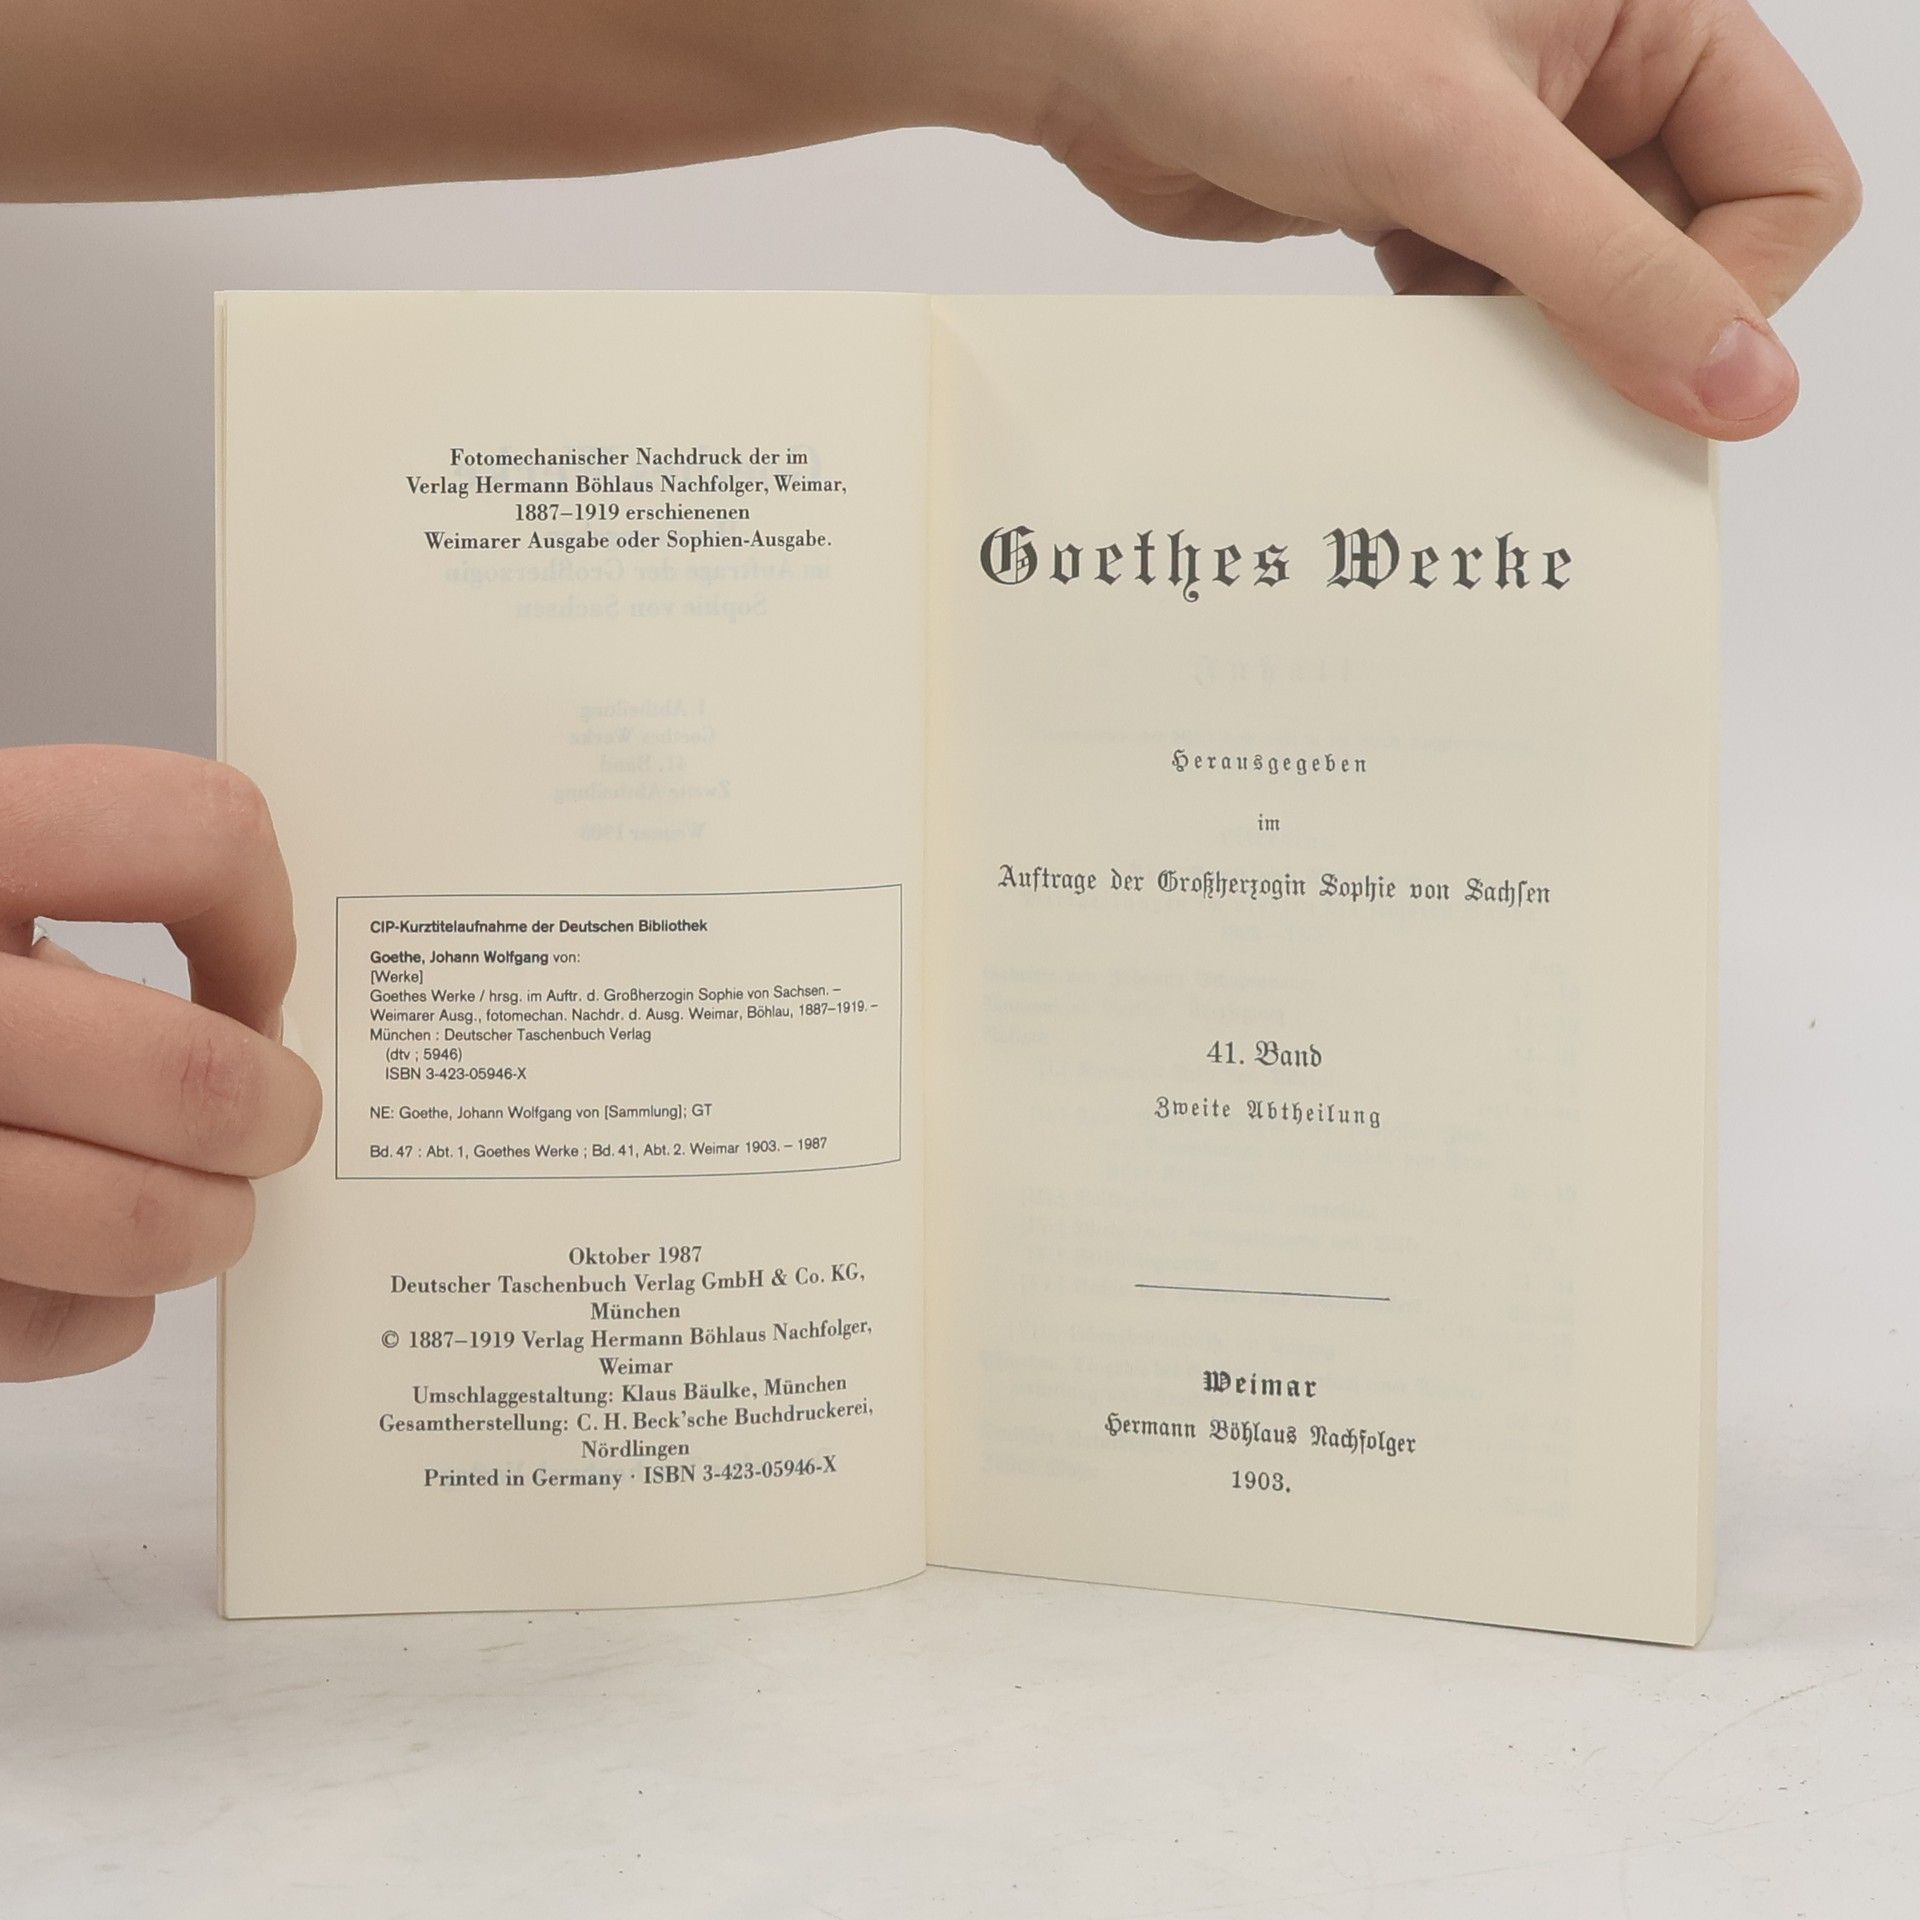 Fotomechanischer Nachdruck der im
Verlag Hermann Böhlaus Nachfolger, Weimar,
1887–1919 erschienenen
Weimarer Ausgabe oder Sophien-Ausgabe.
CIP-Kurztitelaufnahme der Deutschen Bibliothek
Goethe, Johann Wolfgang von:
[Werke]
Goethes Werke / hrsg. im Auftr. d. Großherzogin Sophie von Sachsen. –
Weimarer Ausg., fotomechan. Nachdr. d. Ausg. Weimar, Böhlau, 1887–1919. –
München : Deutscher Taschenbuch Verlag
(dtv ; 5946)
ISBN 3-423-05946-X
NE: Goethe, Johann Wolfgang von [Sammlung]; GT
Bd. 47 : Abt. 1, Goethes Werke ; Bd. 41, Abt. 2. Weimar 1903. – 1987
Oktober 1987
Deutscher Taschenbuch Verlag GmbH & Co. KG,
München
© 1887–1919 Verlag Hermann Böhlaus Nachfolger,
Weimar
Umschlaggestaltung: Klaus Bäulke, München
Gesamtherstellung: C. H. Beck'sche Buchdruckerei,
Nördlingen
Printed in Germany · ISBN 3-423-05946-X
Goethes Werke
Herausgegeben
im
Auftrage der Großherzogin Sophie von Sachſen
41. Band
Zweite Abtheilung
Weimar
Hermann Böhlaus Nachfolger
1903.